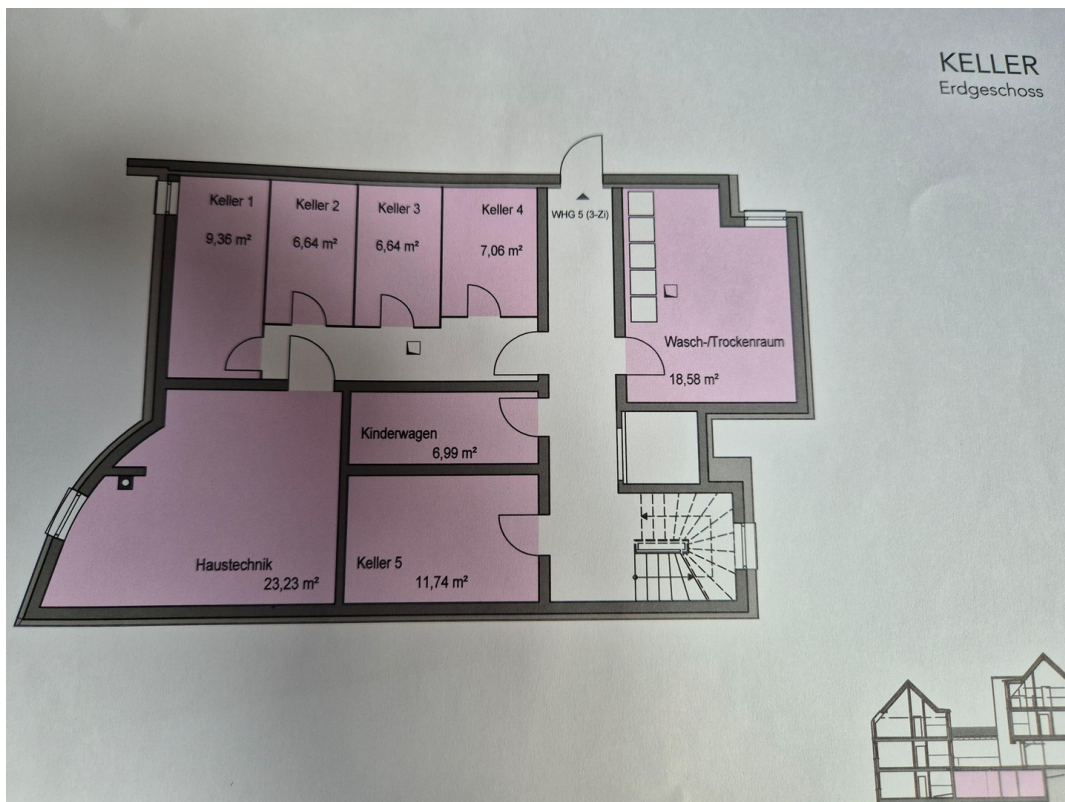 KELLER
Erdgeschoss
Keller 1
9,36 m²
Keller 2
6,64 m²
Keller 3
6,64 m²
Keller 4
7,06 m²
WHG 5 (3-Zi)
Wasch-/Trockenraum
18,58 m²
Kinderwagen
6,99 m²
Haustechnik
23,23 m²
Keller 5
11,74 m²